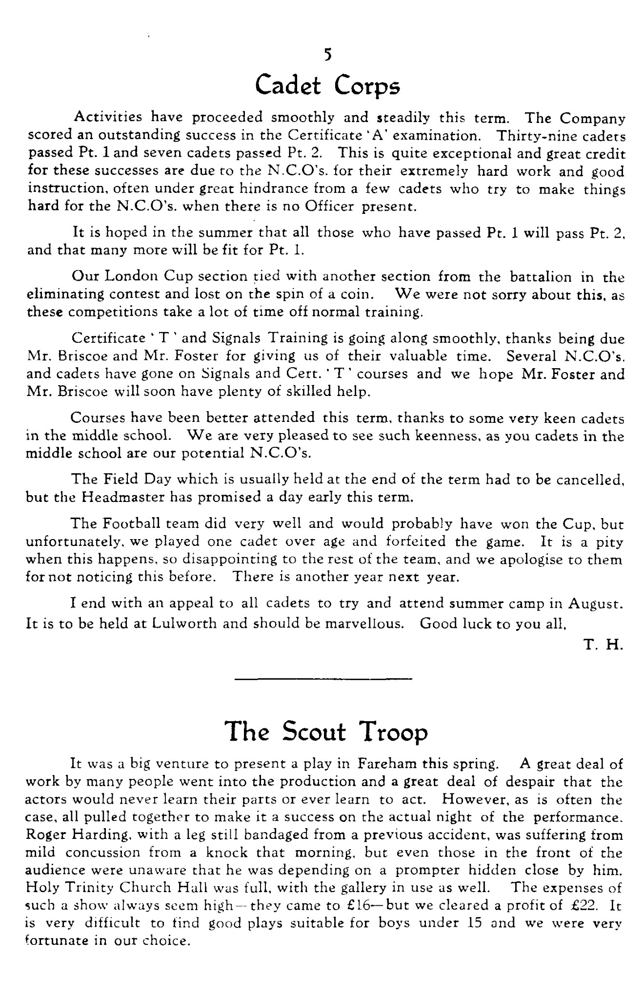 5
Cadet Corps
Activities have proceeded smoothly and steadily this term. The Company
scored an outstanding success in the Certificate 'A' examination. Thirty-nine cadets
passed Pt. 1 and seven cadets passed Pt. 2. This is quite exceptional and great credit
for these successes are due to the N.C.O's. for their extremely hard work and good
instruction, often under great hindrance from a few cadets who try to make things
hard for the N.C.O's. when there is no Officer present.
It is hoped in the summer that all those who have passed Pt. 1 will pass Pt. 2,
and that many more will be fit for Pt. 1.
Our London Cup section tied with another section from the battalion in the
eliminating contest and lost on the spin of a coin. We were not sorry about this, as
these competitions take a lot of time off normal training.
Certificate 'T' and Signals Training is going along smoothly, thanks being due
Mr. Briscoe and Mr. Foster for giving us of their valuable time. Several N.C.O's.
and cadets have gone on Signals and Cert. 'T' courses and we hope Mr. Foster and
Mr. Briscoe will soon have plenty of skilled help.
Courses have been better attended this term, thanks to some very keen cadets
in the middle school. We are very pleased to see such keenness, as you cadets in the
middle school are our potential N.C.O's.
The Field Day which is usually held at the end of the term had to be cancelled,
but the Headmaster has promised a day early this term.
The Football team did very well and would probably have won the Cup, but
unfortunately, we played one cadet over age and forfeited the game. It is a pity
when this happens, so disappointing to the rest of the team, and we apologise to them
for not noticing this before. There is another year next year.
I end with an appeal to all cadets to try and attend summer camp in August.
It is to be held at Lulworth and should be marvellous. Good luck to you all,
T. H.
The Scout Troop
It was a big venture to present a play in Fareham this spring. A great deal of
work by many people went into the production and a great deal of despair that the
actors would never learn their parts or ever learn to act. However, as is often the
case, all pulled together to make it a success on the actual night of the performance.
Roger Harding, with a leg still bandaged from a previous accident, was suffering from
mild concussion from a knock that morning, but even those in the front of the
audience were unaware that he was depending on a prompter hidden close by him.
Holy Trinity Church Hall was full, with the gallery in use as well. The expenses of
such a show always seem high—they came to £16—but we cleared a profit of £22. It
is very difficult to find good plays suitable for boys under 15 and we were very
fortunate in our choice.